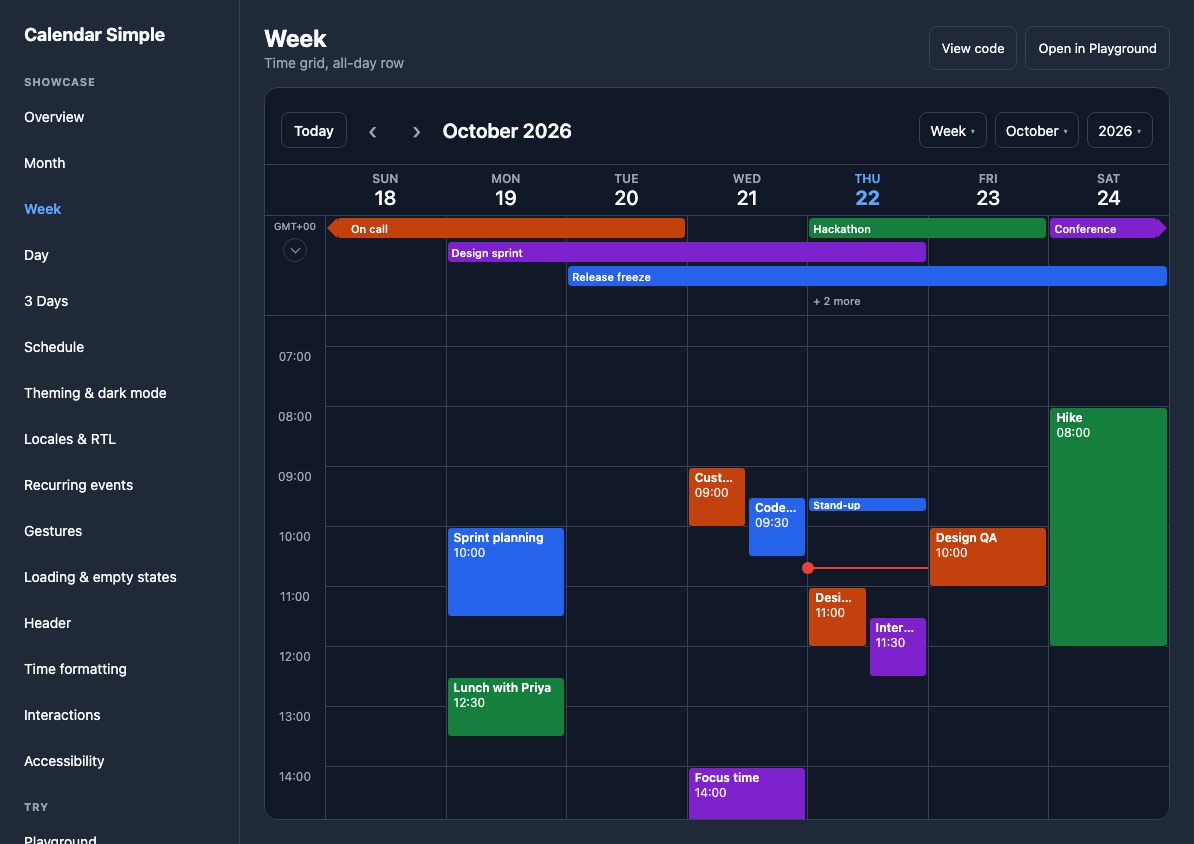 Calendar Simple
SHOWCASE
Overview
Month
Week
Day
3 Days
Schedule
Theming & dark mode
Locales & RTL
Recurring events
Gestures
Loading & empty states
Header
Time formatting
Interactions
Accessibility
TRY
Playground
Week
Time grid, all-day row
View code
Open in Playground
Today
October 2026
Week
October
2026
SUN
18
MON
19
TUE
20
WED
21
THU
22
FRI
23
SAT
24
GMT+00
On call
Hackathon
Conference
Design sprint
Release freeze
+ 2 more
07:00
08:00
09:00
10:00
11:00
12:00
13:00
14:00
Sprint planning
10:00
Lunch with Priya
12:30
Cust...
09:00
Code...
09:30
Focus time
14:00
Stand-up
Desi...
11:00
Inter...
11:30
Design QA
10:00
Hike
08:00